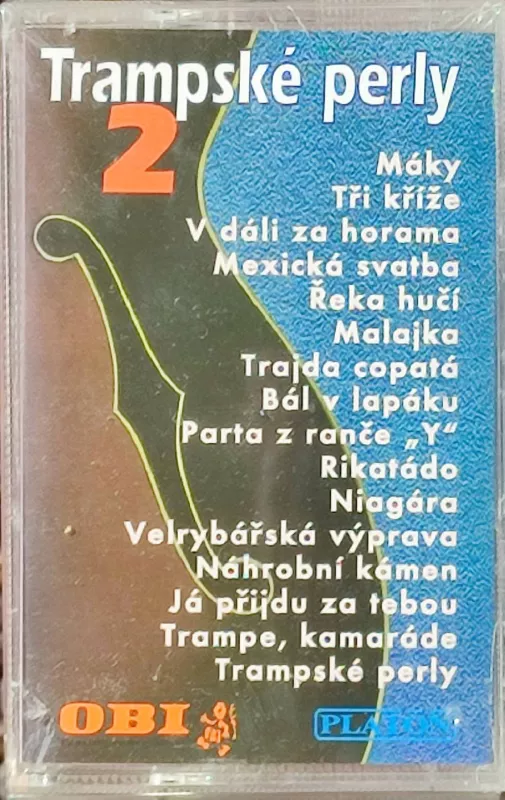 Trampské perly
2
Máky
Tři kříže
V dáli za horama
Mexická svatba
Řeka hučí
Malajka
Trajda copatá
Bál v lapáku
Parta z ranče „Y“
Rikatádo
Niagára
Velrybářská výprava
Náhrobní kámen
Já přijdu za tebou
Trampe, kamaráde
Trampské perly
OBI
PLATON